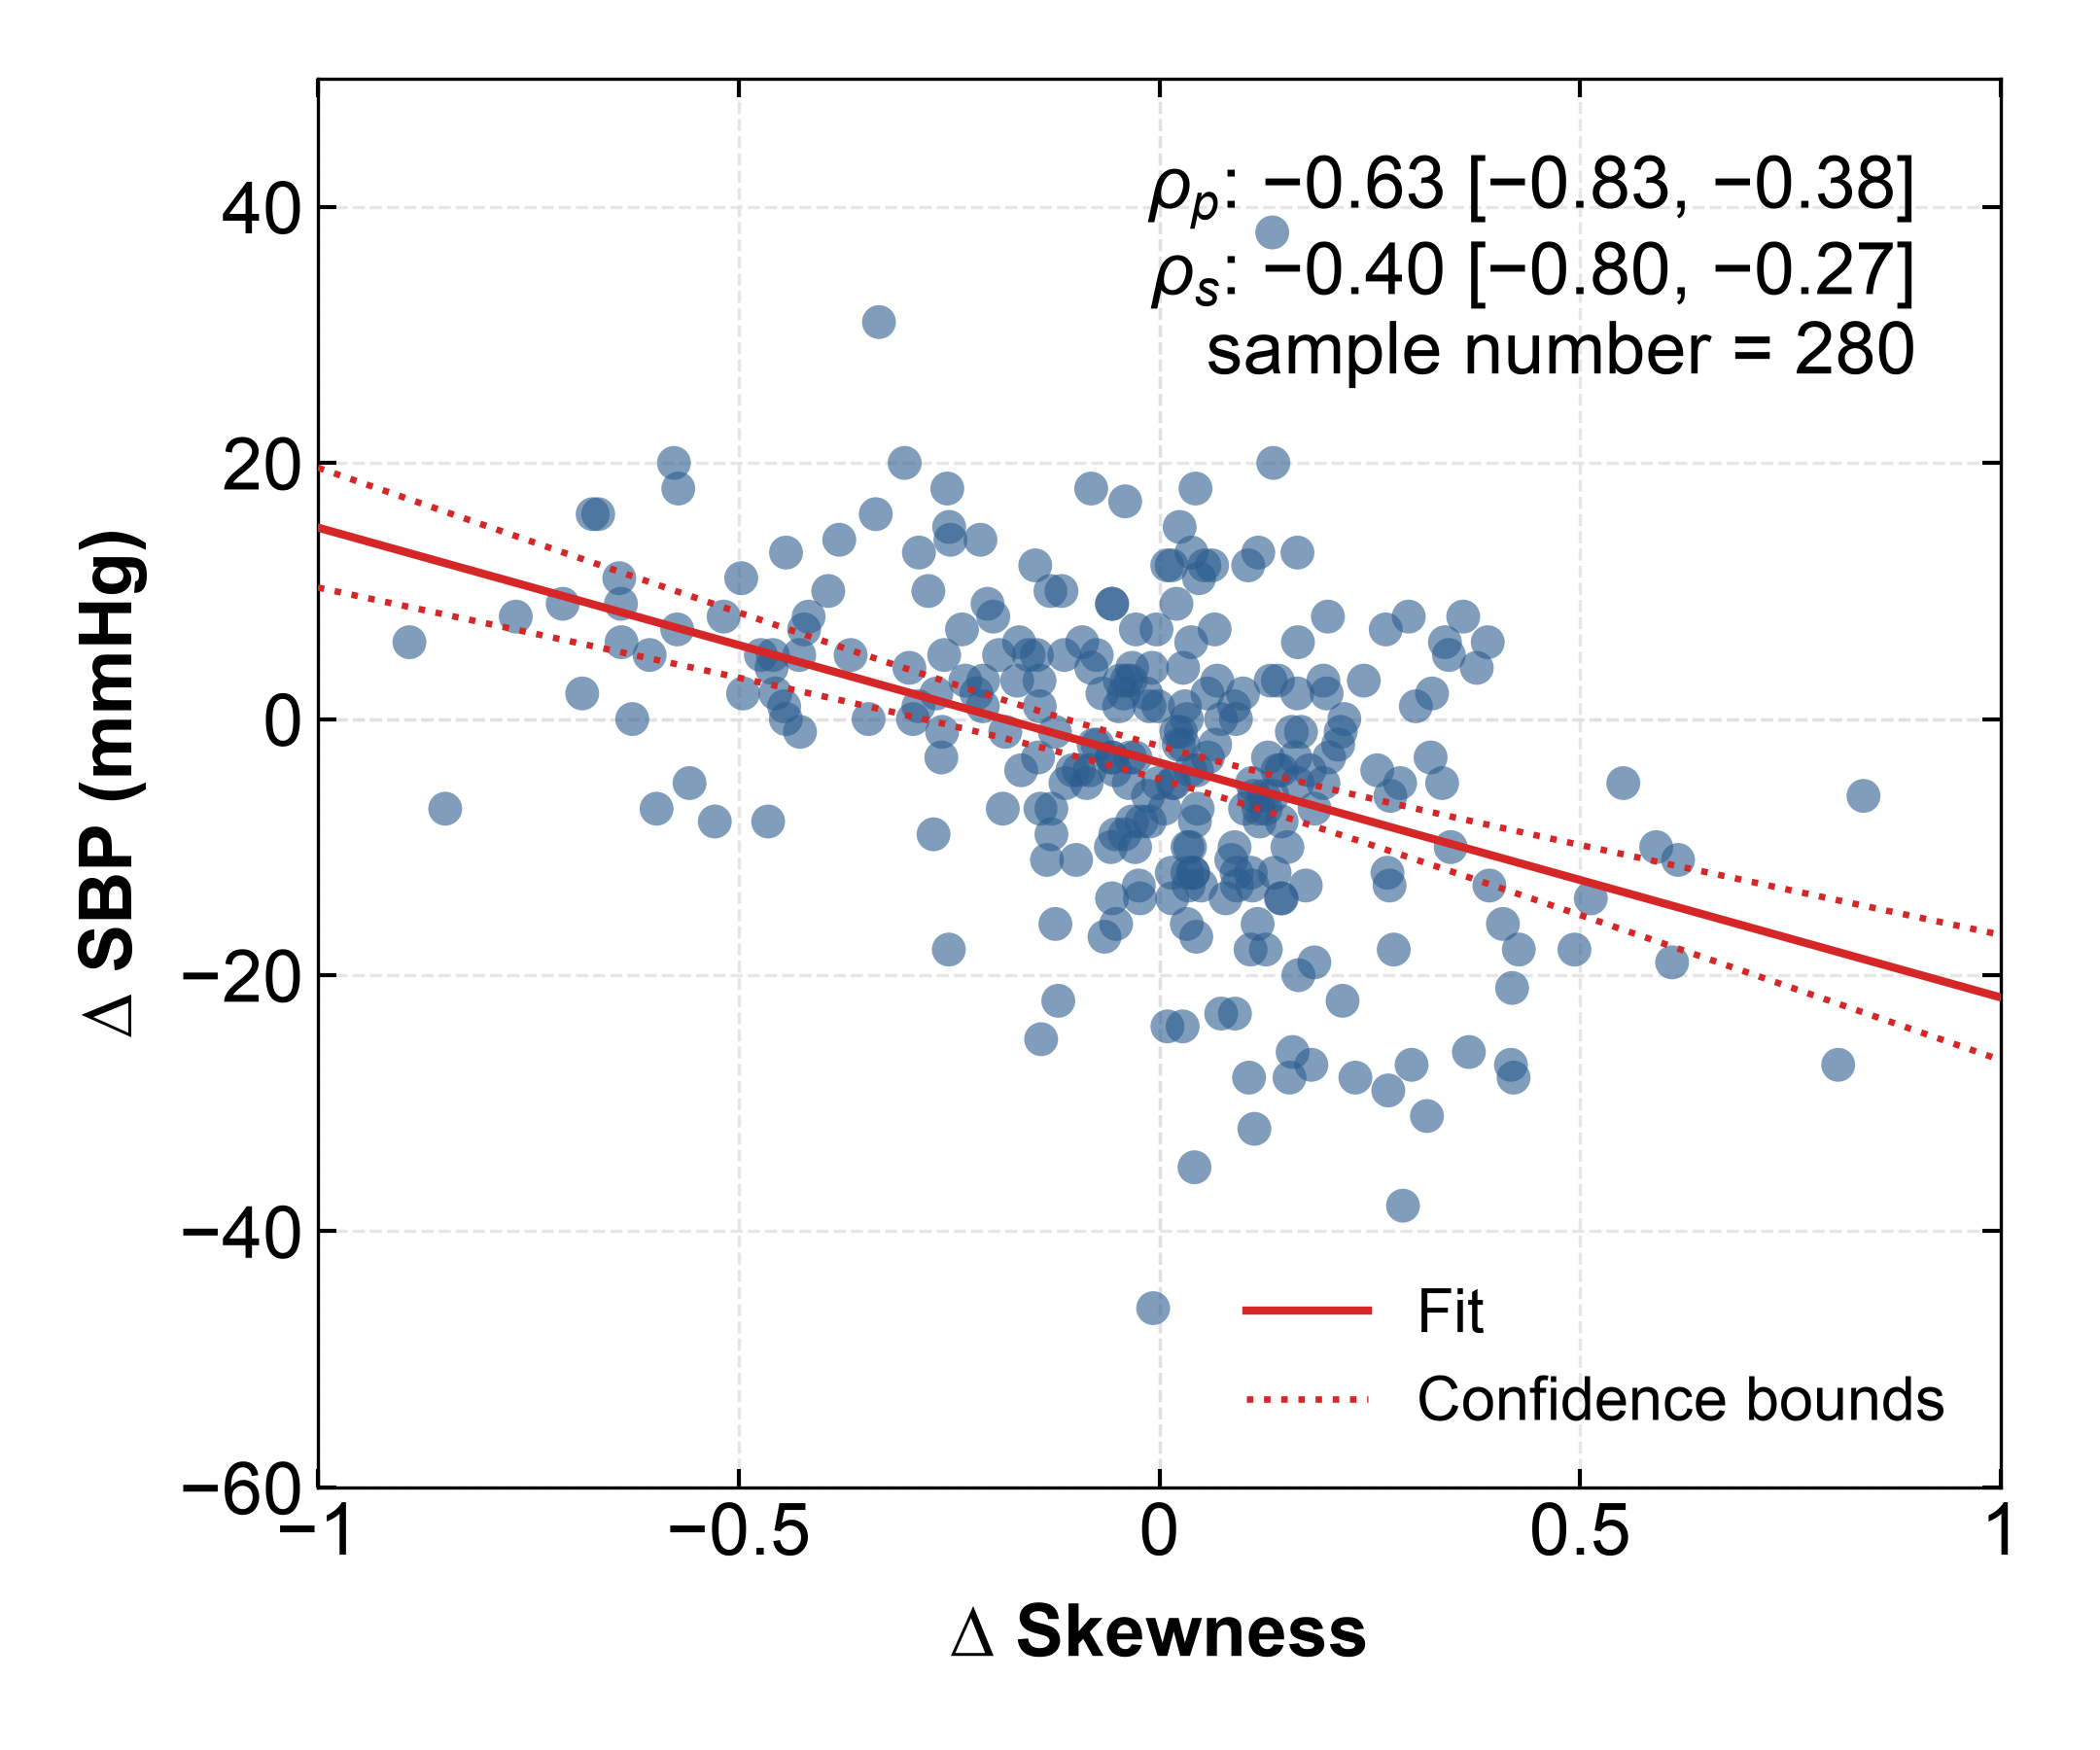 ρp: −0.63 [−0.83, −0.38]
ρs: −0.40 [−0.80, −0.27]
sample number = 280
40
20
0
−20
−40
−60
Δ SBP (mmHg)
Fit
Confidence bounds
−1
−0.5
0
0.5
1
Δ Skewness